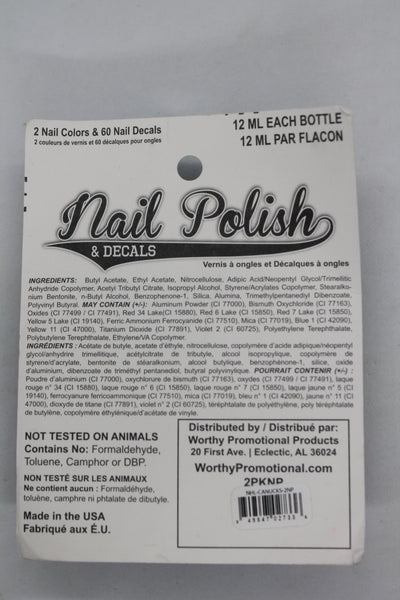 2 Nail Colors & 60 Nail Decals
2 couleurs de vernis et 60 décalques pour ongles
12 ML EACH BOTTLE
12 ML PAR FLACON
Nail Polish
& DECALS
Vernis à ongles et Décalques à ongles
INGREDIENTS: Butyl Acetate, Ethyl Acetate, Nitrocellulose, Adipic Acid/Neopentyl Glycol/Trimellitic
Anhydride Copolymer, Acetyl Tributyl Citrate, Isopropyl Alcohol, Styrene/Acrylates Copolymer, Stearalko-
nium Bentonite, n-Butyl Alcohol, Benzophenone-1, Silica, Alumina, Trimethylpentanediyl Dibenzoate,
Polyvinyl Butyral. MAY CONTAIN (+/-): Aluminum Powder (CI 77000), Bismuth Oxychloride (CI 77163),
Oxides (CI 77499 / CI 77491), Red 34 Lake(CI 15880), Red 6 Lake (CI 15850), Red 7 Lake (CI 15850),
Yellow 5 Lake (CI 19140), Ferric Ammonium Ferrocyanide (CI 77510), Mica (CI 77019), Blue 1 (CI 42090),
Yellow 11 (CI 47000), Titanium Dioxide (CI 77891), Violet 2 (CI 60725), Polyethylene Terephthalate,
Polybutylene Terephthalate, Ethylene/VA Copolymer.
INGRÉDIENTS : Acétate de butyle, acétate d'éthyle, nitrocellulose, copolymère d'acide adipique/néopenty
glycol/anhydre trimellitique, acétylcitrate de tributyle, alcool isopropylique, copolymère de
styrène/d'acrylate, bentonite de stéaralkonium, alcool butylique, benzophénone-1, silice, oxide
d'aluminium, dibenzoate de triméthyl pentanediyl, butyral polyvinylique. POURRAIT CONTENIR (+/-) :
Poudre d'aluminium (CI 77000), oxychlorure de bismuth (CI 77163), oxydes (CI 77499 / CI 77491), laque
rouge n° 34 (CI 15880), laque rouge n° 6 (CI 15850), laque rouge n° 7 (CI 15850), laque jaune n° 5 (CI
19140), ferrocyanure ferricoammonique (CI 77510), mica (CI 77019), bleu n° 1 (CI 42090), jaune n° 11 (CI
47000), dioxyde de titane (CI 77891), violet n° 2 (CI 60725), téréphtalate de polyéthylène, poly téréphtalate
de butylène, copolymère éthylénique/d'acétate de vinyle.
NOT TESTED ON ANIMALS
Contains No: Formaldehyde,
Toluene, Camphor or DBP.
NON TESTÉ SUR LES ANIMAUX
Ne contient aucun : Formaldéhyde,
toluène, camphre ni phtalate de dibutyle.
Made in the USA
Fabriqué aux É.U.
Distributed by / Distribué par:
Worthy Promotional Products
20 First Ave. | Eclectic, AL 36024
WorthyPromotional.com
2PKNP
NHL-CANUCKS-2NP